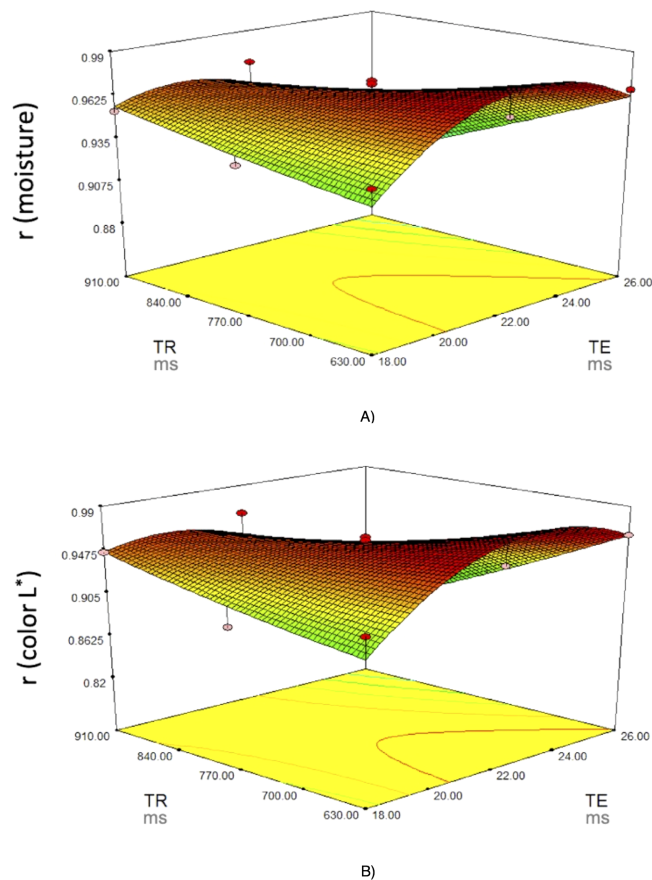 0.99
0.9625
0.935
0.9075
0.88
r (moisture)
910.00
840.00
770.00
700.00
630.00
18.00
20.00
22.00
24.00
26.00
TR
ms
TE
ms
A)
0.99
0.9475
0.905
0.8625
0.82
r (color L*)
910.00
840.00
770.00
700.00
630.00
18.00
20.00
22.00
24.00
26.00
TR
ms
TE
ms
B)